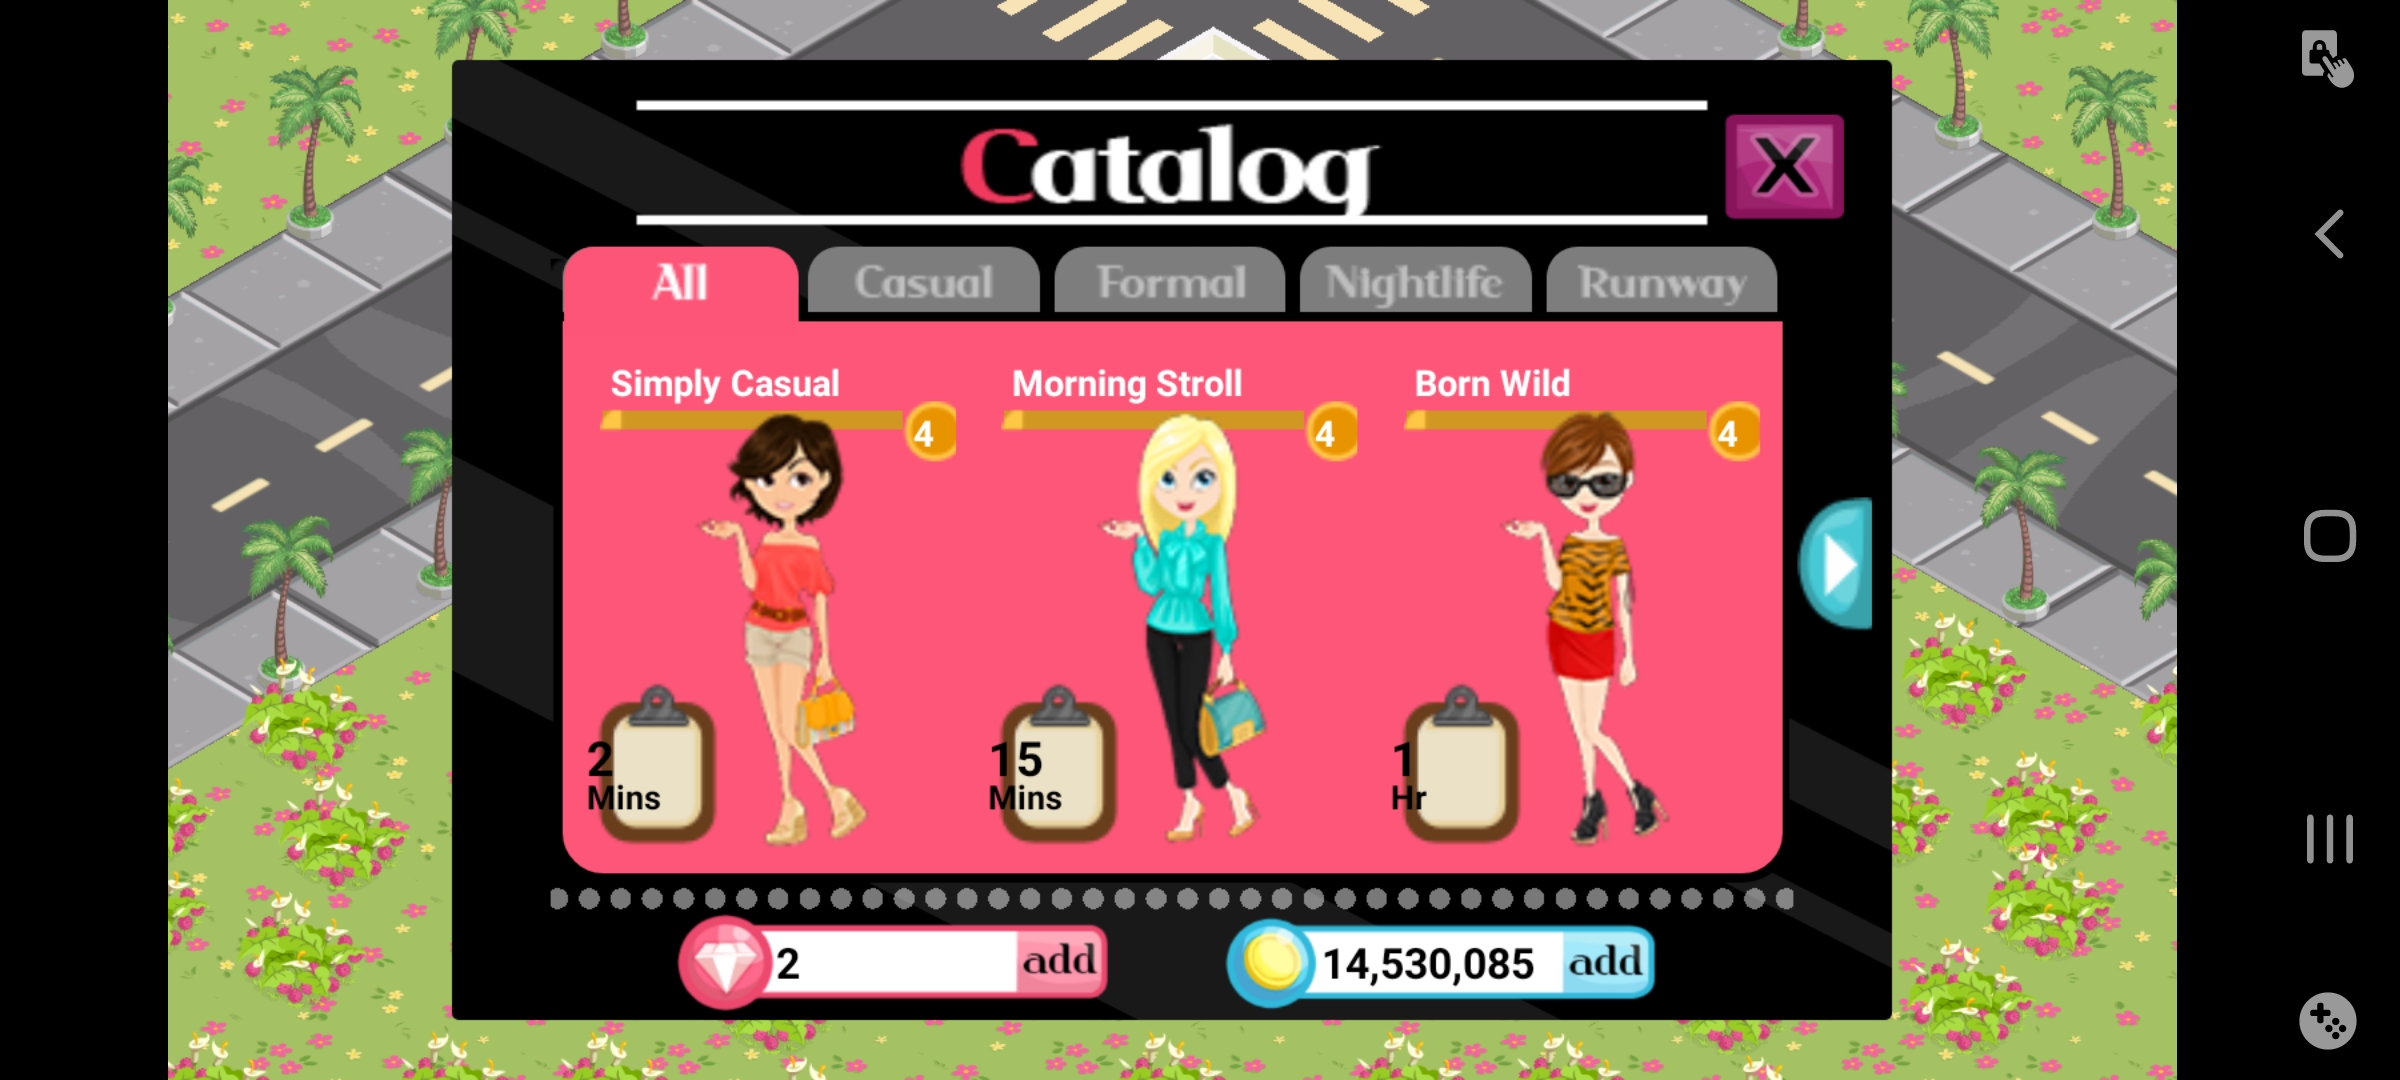 Catalog
X
All
Casual
Formal
Nightlife
Runway
Simply Casual
4
Morning Stroll
4
Born Wild
4
2
Mins
15
Mins
1
Hr
2
add
14,530,085
add